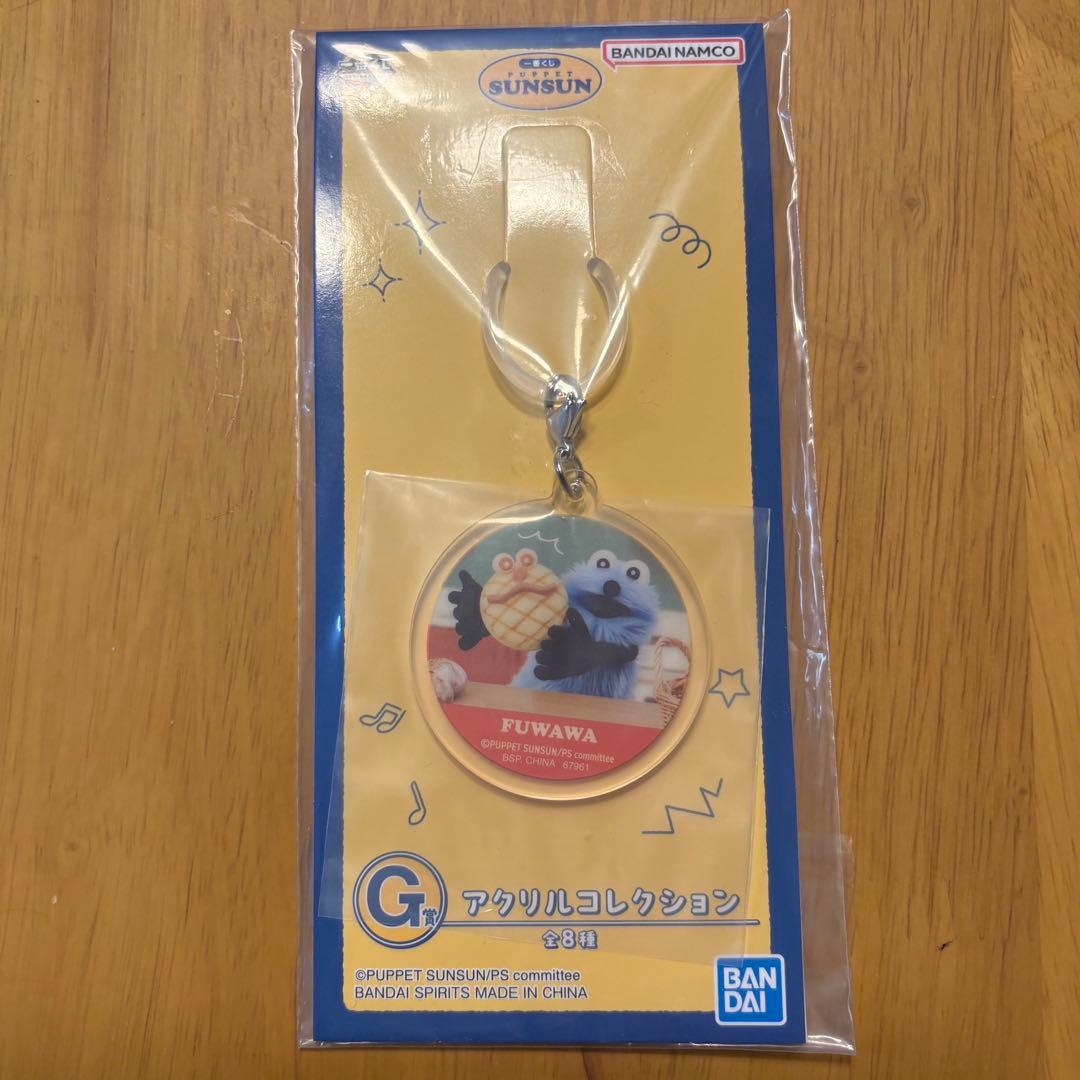 一番くじ
PUPPET
SUNSUN
BANDAI NAMCO
FUWAWA
©PUPPET SUNSUN/PS committee
BSP. CHINA 67961
G賞
アクリルコレクション
全8種
©PUPPET SUNSUN/PS committee
BANDAI SPIRITS MADE IN CHINA
BAN
DAI